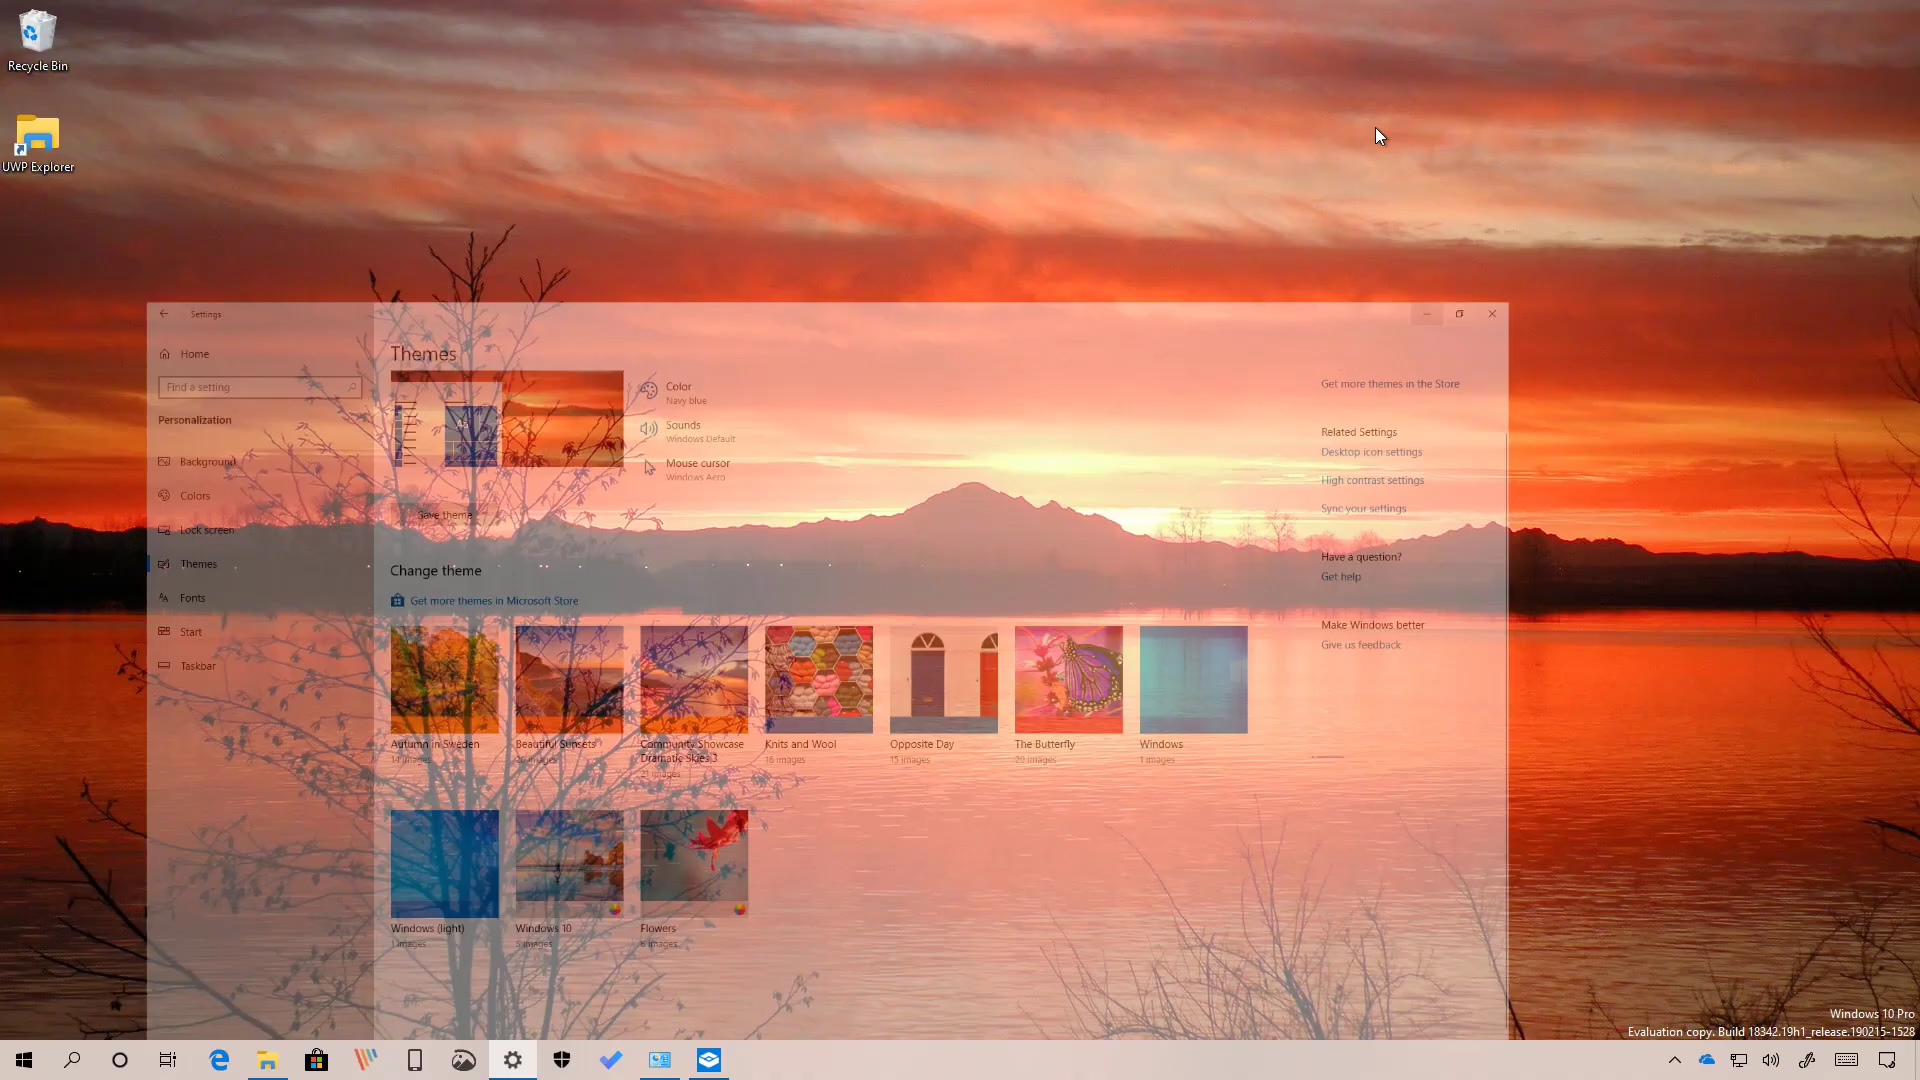 Recycle Bin
UWP Explorer
Settings
Home
Find a setting
Personalization
Background
Colors
Lock screen
Themes
Fonts
Start
Taskbar
Themes
Color
Navy blue
Sounds
Windows Default
Mouse cursor
Windows Aero
Save theme
Change theme
Get more themes in Microsoft Store
Autumn in Sweden
14 images
Beautiful Sunsets
images
Community Showcase
Dramatic Skies 3
21 images
Knits and Wool
16 images
Opposite Day
15 images
The Butterfly
20 images
Windows
1 images
Windows (light)
1 images
Windows 10
5 images
Flowers
6 images
Get more themes in the Store
Related Settings
Desktop icon settings
High contrast settings
Sync your settings
Have a question?
Get help
Make Windows better
Give us feedback
Windows 10 Pro
Evaluation copy. Build 18342.19h1_release.190215-1528